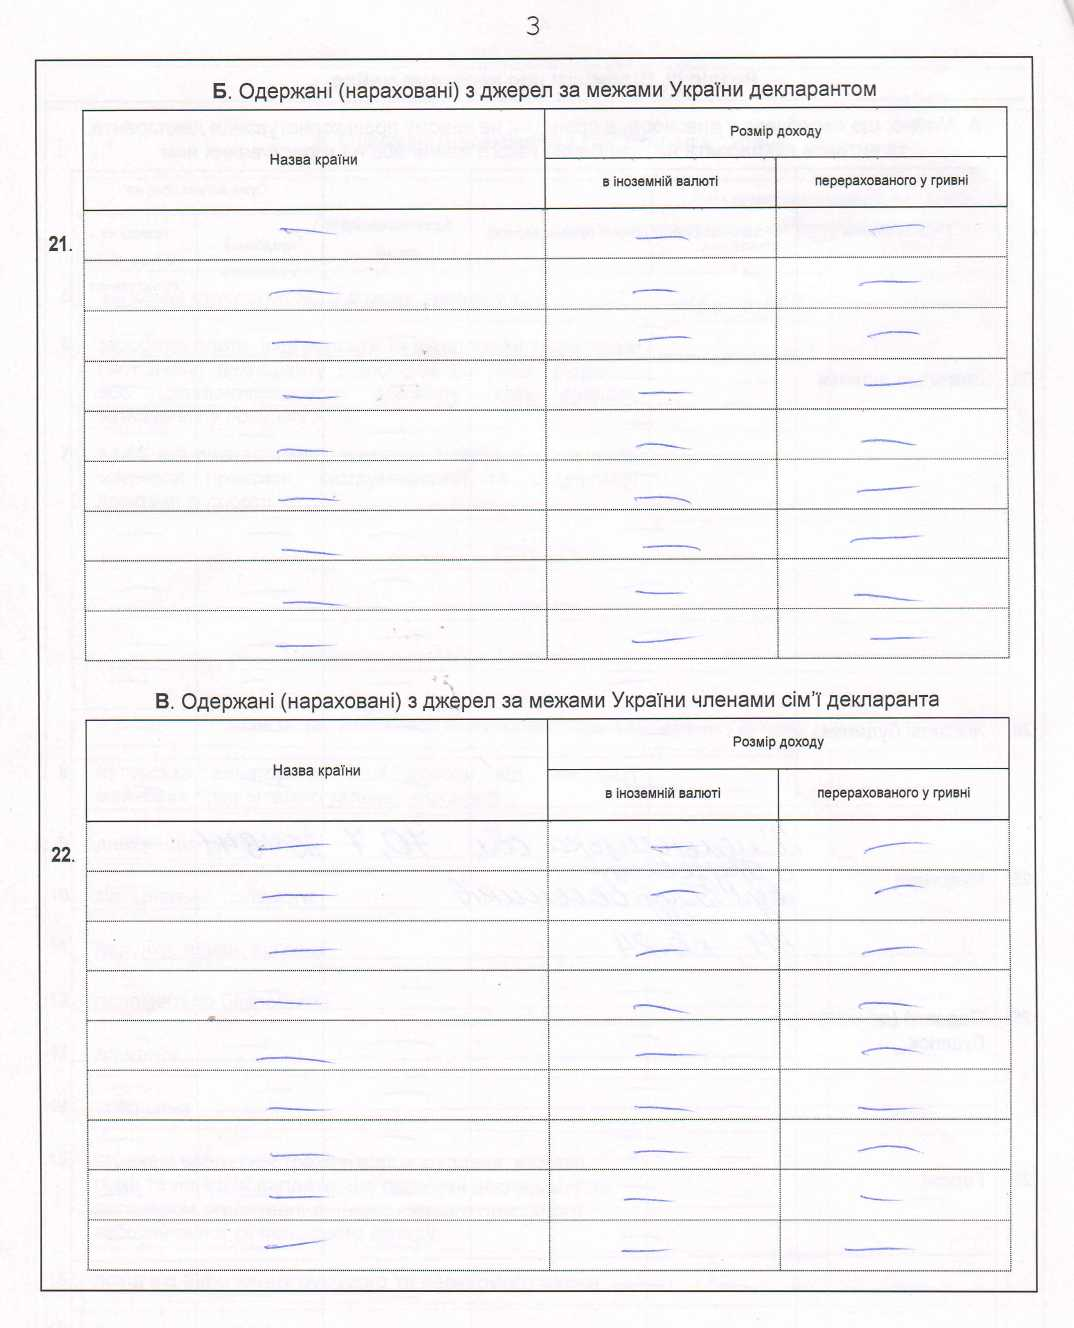 3
Б. Одержані (нараховані) з джерел за межами України декларантом
Назва країни
Розмір доходу
в іноземній валюті
перерахованого у гривні
21.
— — —
— — —
— — —
— — —
— — —
— — —
— — —
— — —
— — —
В. Одержані (нараховані) з джерел за межами України членами сім’ї декларанта
Назва країни
Розмір доходу
в іноземній валюті
перерахованого у гривні
22.
— — —
— — —
— — —
— — —
— — —
— — —
— — —
— — —
— — —